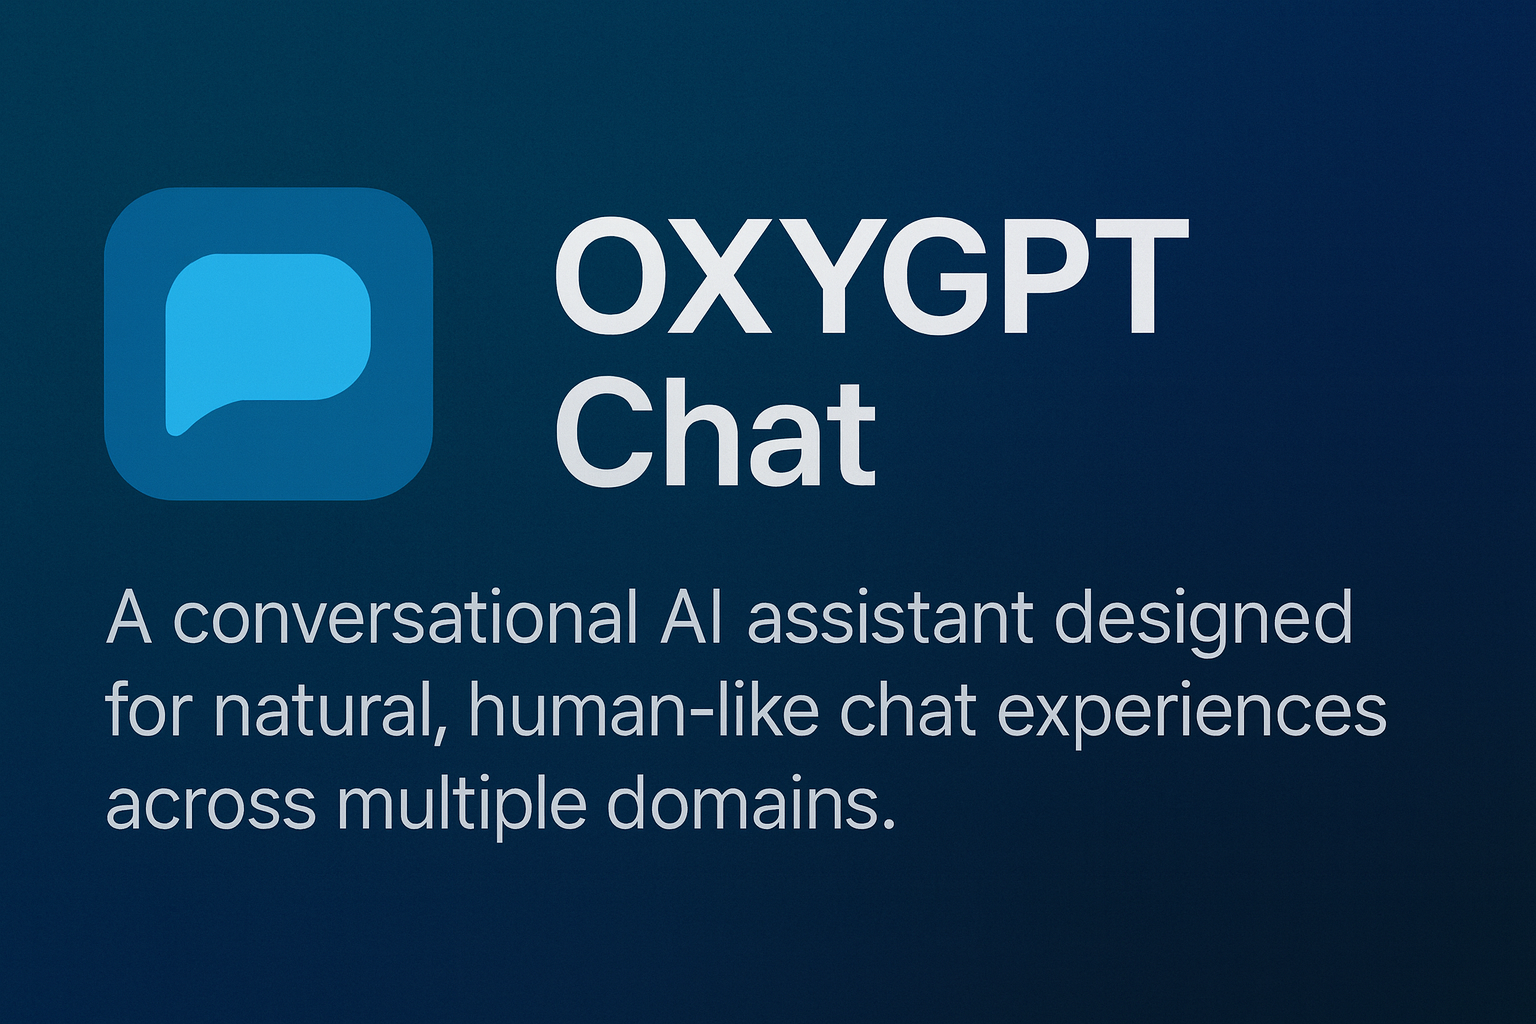 OXYGPT
Chat
A conversational AI assistant designed
for natural, human-like chat experiences
across multiple domains.